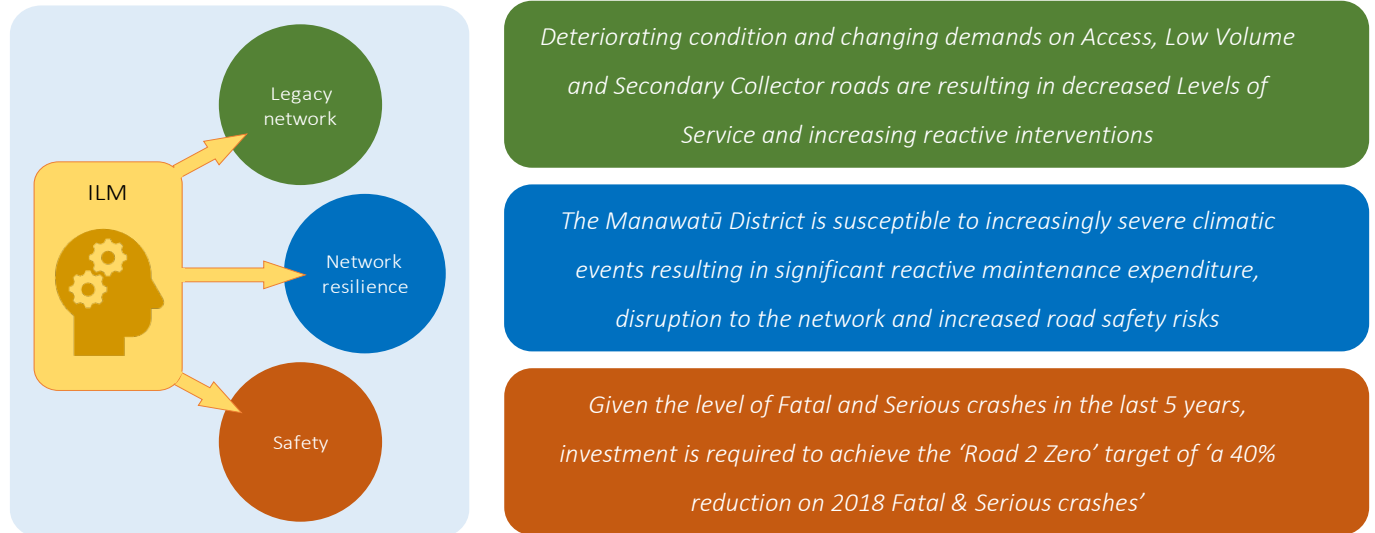 ILM
Legacy
network
Network
resilience
Safety
Deteriorating condition and changing demands on Access, Low Volume
and Secondary Collector roads are resulting in decreased Levels of
Service and increasing reactive interventions
The Manawatū District is susceptible to increasingly severe climatic
events resulting in significant reactive maintenance expenditure,
disruption to the network and increased road safety risks
Given the level of Fatal and Serious crashes in the last 5 years,
investment is required to achieve the ‘Road 2 Zero’ target of ‘a 40%
reduction on 2018 Fatal & Serious crashes’